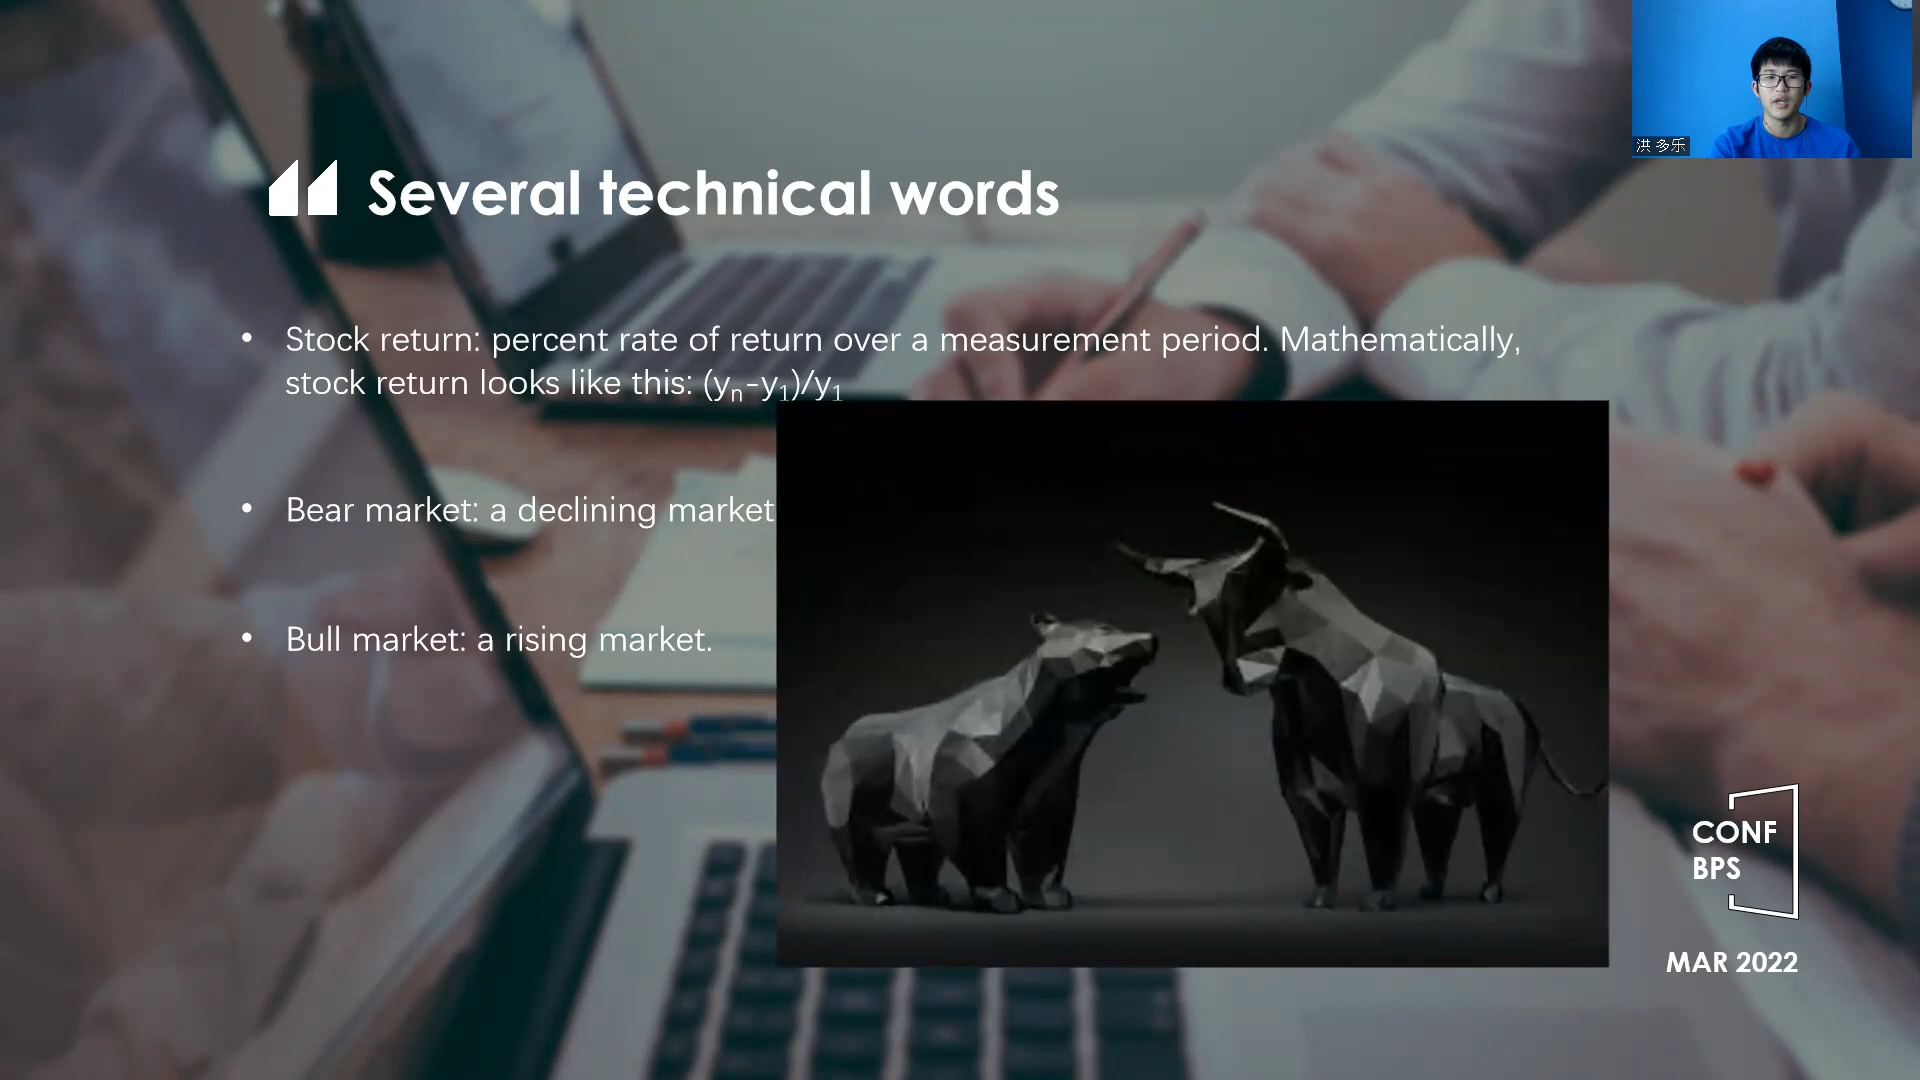 洪 多乐
Several technical words
• Stock return: percent rate of return over a measurement period. Mathematically,
stock return looks like this: (yₙ-y₁)/y₁
• Bear market: a declining market
• Bull market: a rising market.
CONF
BPS
MAR 2022